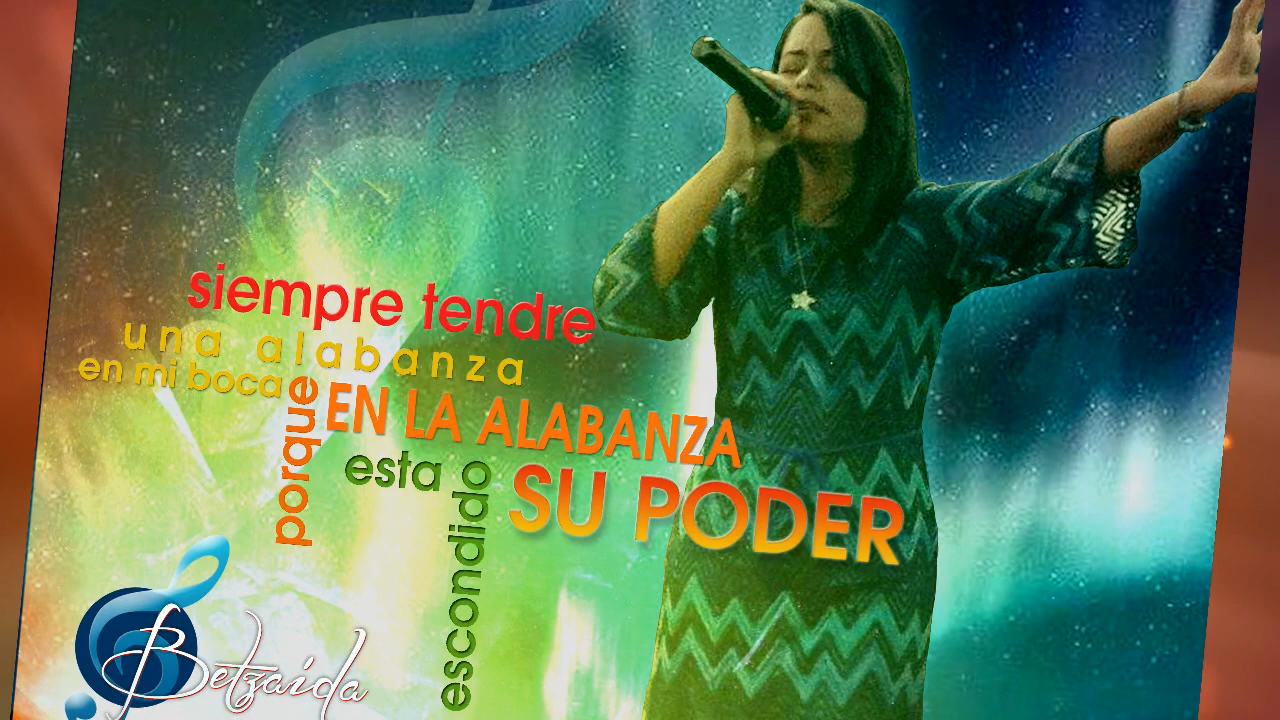 siempre tendre
una alabanza
en mi boca
porque
EN LA ALABANZA
esta
escondido
SU PODER
Betzaida